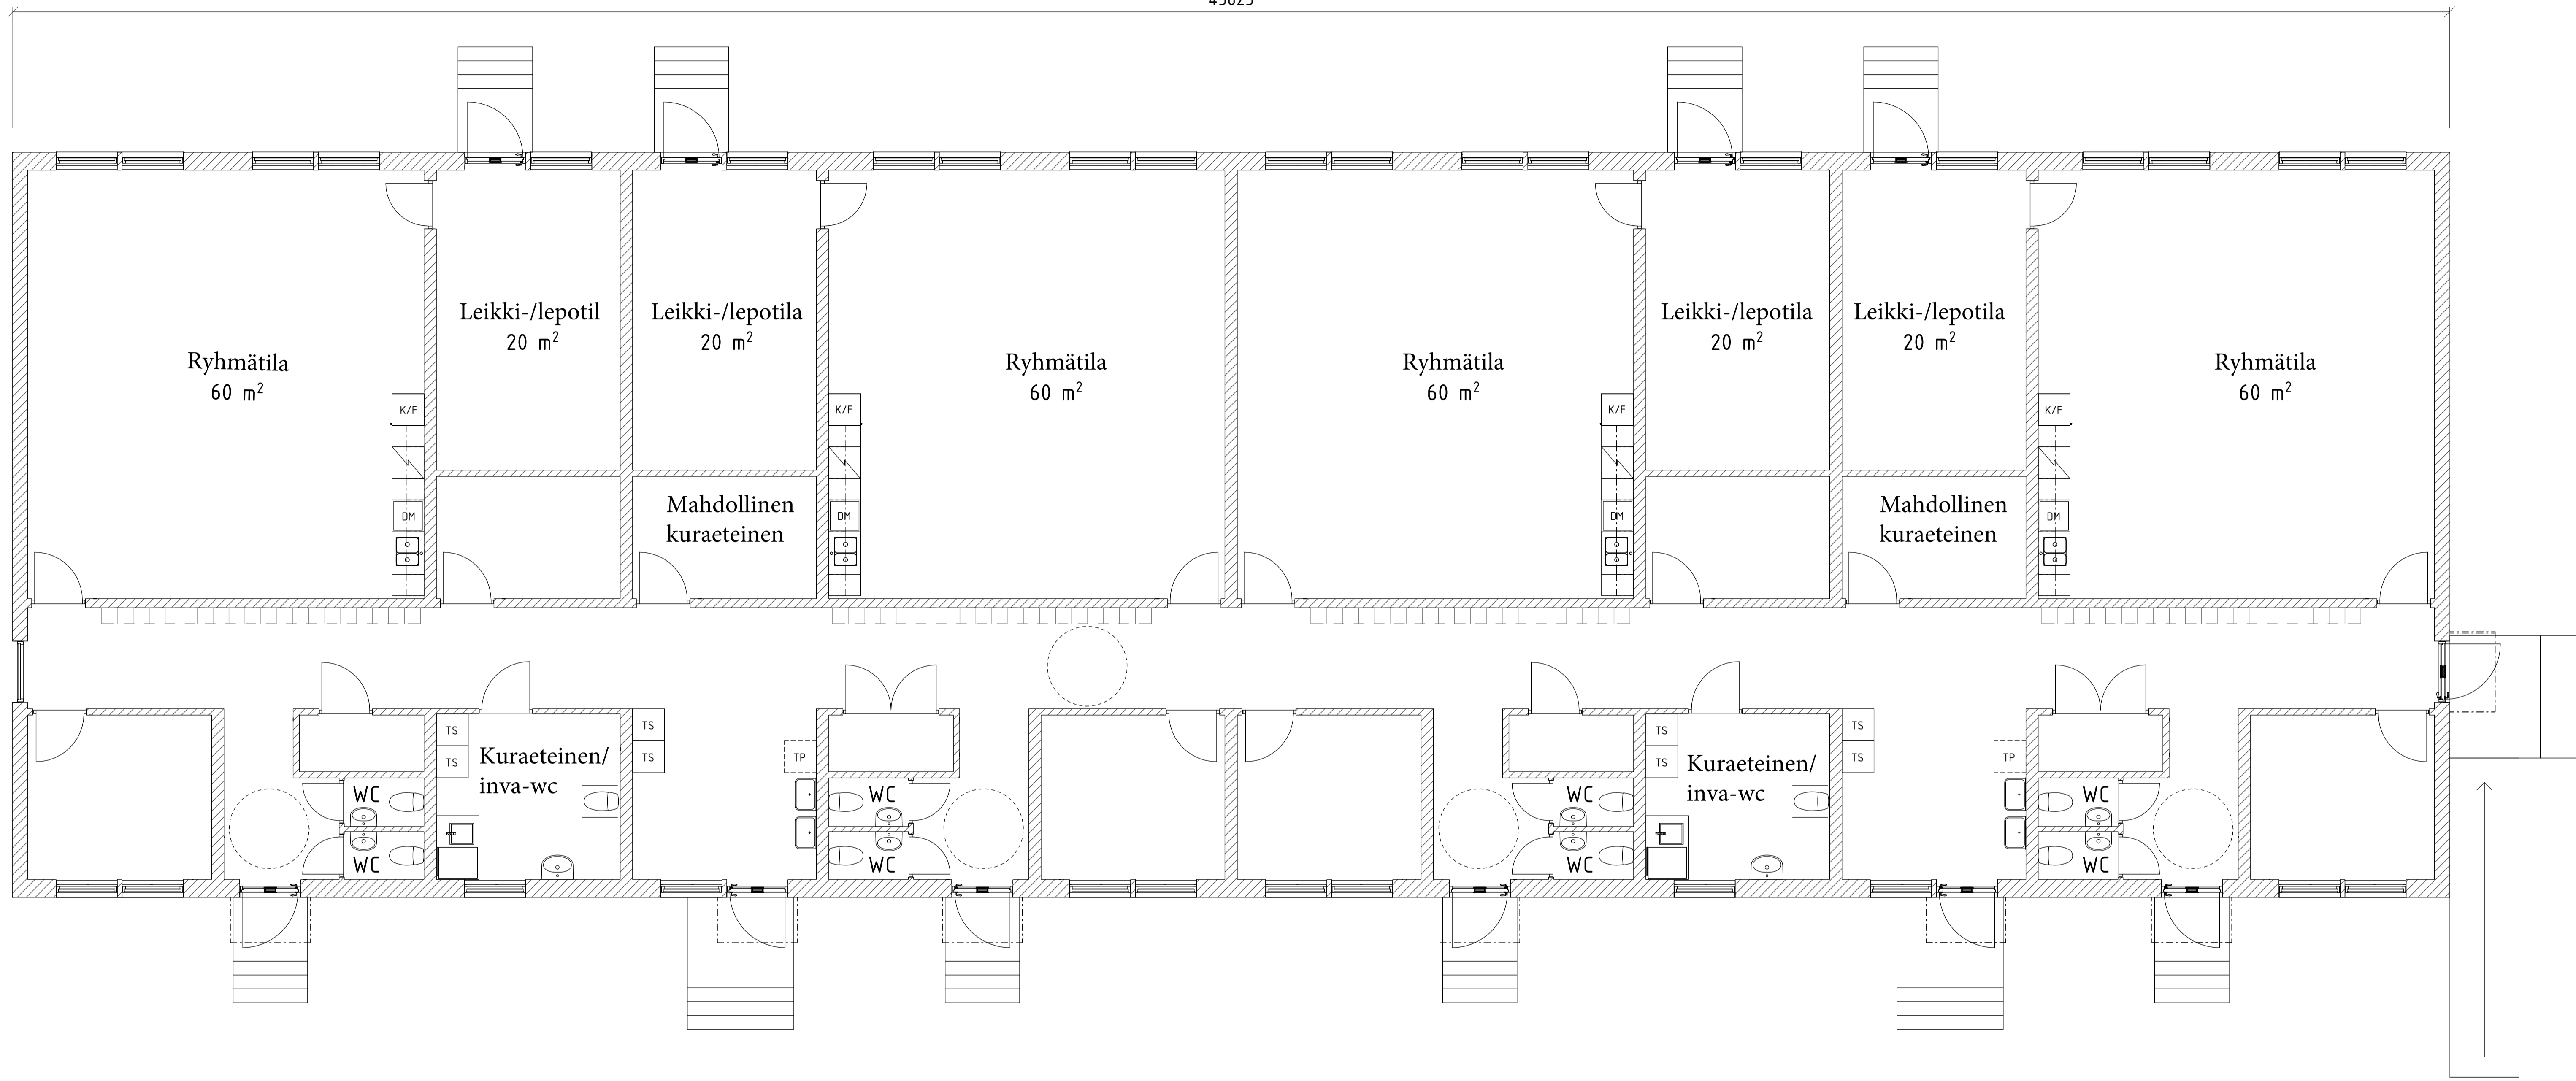 Leikki-/lepotil
20 m²
Leikki-/lepotila
20 m²
Leikki-/lepotila
20 m²
Leikki-/lepotila
20 m²
Ryhmätila
60 m²
Ryhmätila
60 m²
Ryhmätila
60 m²
Ryhmätila
60 m²
K/F
K/F
K/F
K/F
Mahdollinen
kuraeteinen
Mahdollinen
kuraeteinen
DM
DM
DM
DM
TS
TS
Kuraeteinen/
inva-wc
TS
TS
TP
WC
WC
WC
WC
TS
TS
Kuraeteinen/
inva-wc
TS
TS
TP
WC
WC
WC
WC